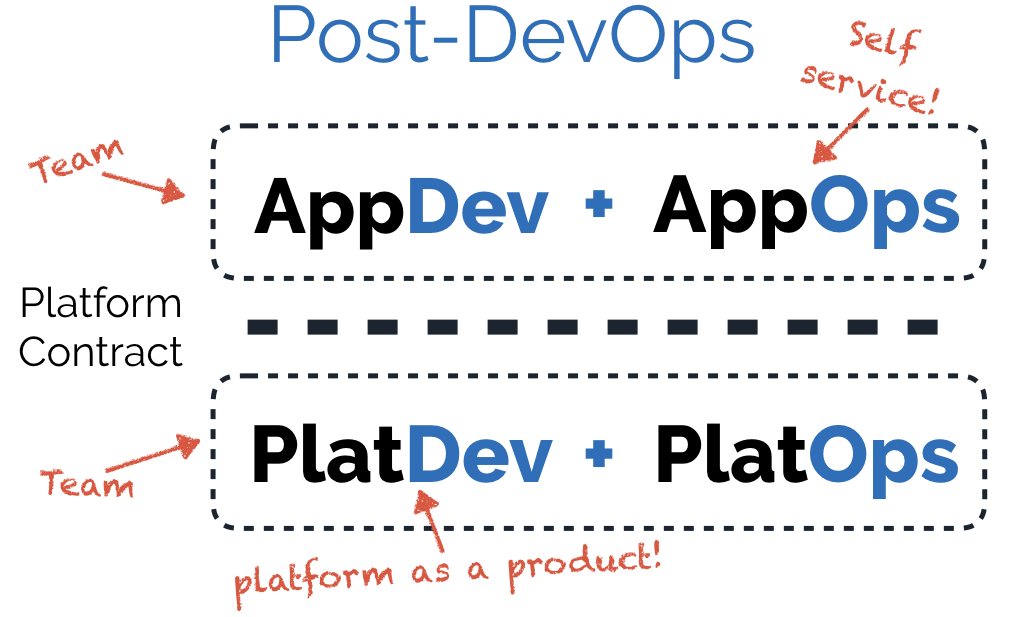 Post-DevOps
Self
service!
Team
AppDev + AppOps
Platform
Contract
PlatDev + PlatOps
Team
platform as a product!